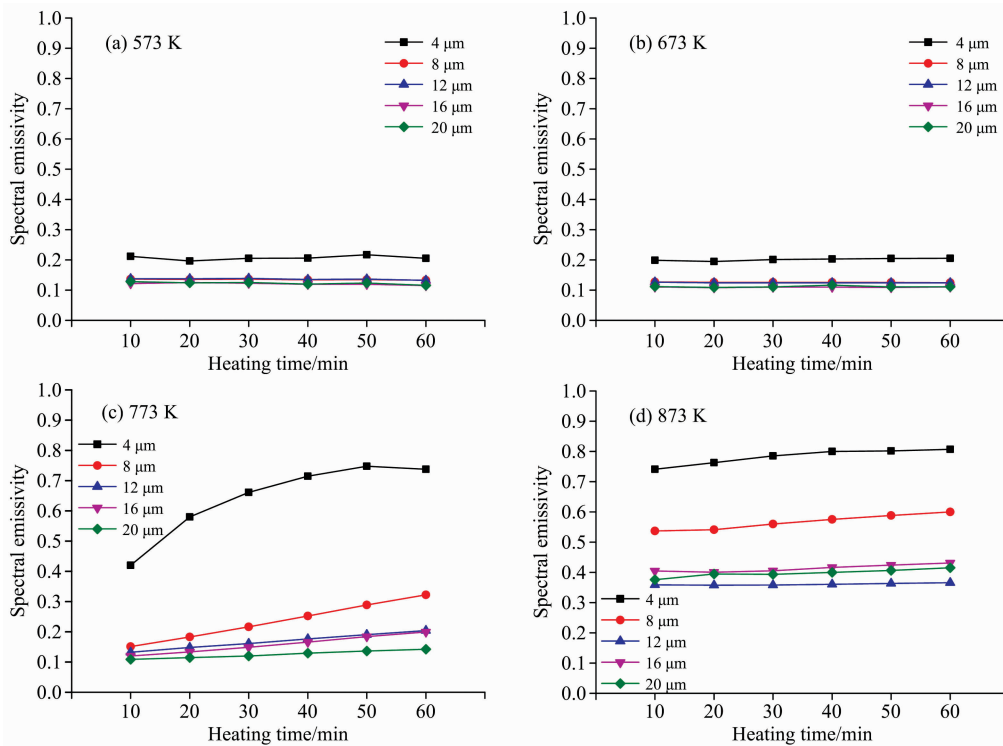 (a) 573 K
4 μm
8 μm
12 μm
16 μm
20 μm
Spectral emissivity
1.0
0.9
0.8
0.7
0.6
0.5
0.4
0.3
0.2
0.1
0.0
10 20 30 40 50 60
Heating time/min
(b) 673 K
4 μm
8 μm
12 μm
16 μm
20 μm
Spectral emissivity
1.0
0.9
0.8
0.7
0.6
0.5
0.4
0.3
0.2
0.1
0.0
10 20 30 40 50 60
Heating time/min
(c) 773 K
4 μm
8 μm
12 μm
16 μm
20 μm
Spectral emissivity
1.0
0.9
0.8
0.7
0.6
0.5
0.4
0.3
0.2
0.1
0.0
10 20 30 40 50 60
Heating time/min
(d) 873 K
4 μm
8 μm
12 μm
16 μm
20 μm
Spectral emissivity
1.0
0.9
0.8
0.7
0.6
0.5
0.4
0.3
0.2
0.1
0.0
10 20 30 40 50 60
Heating time/min